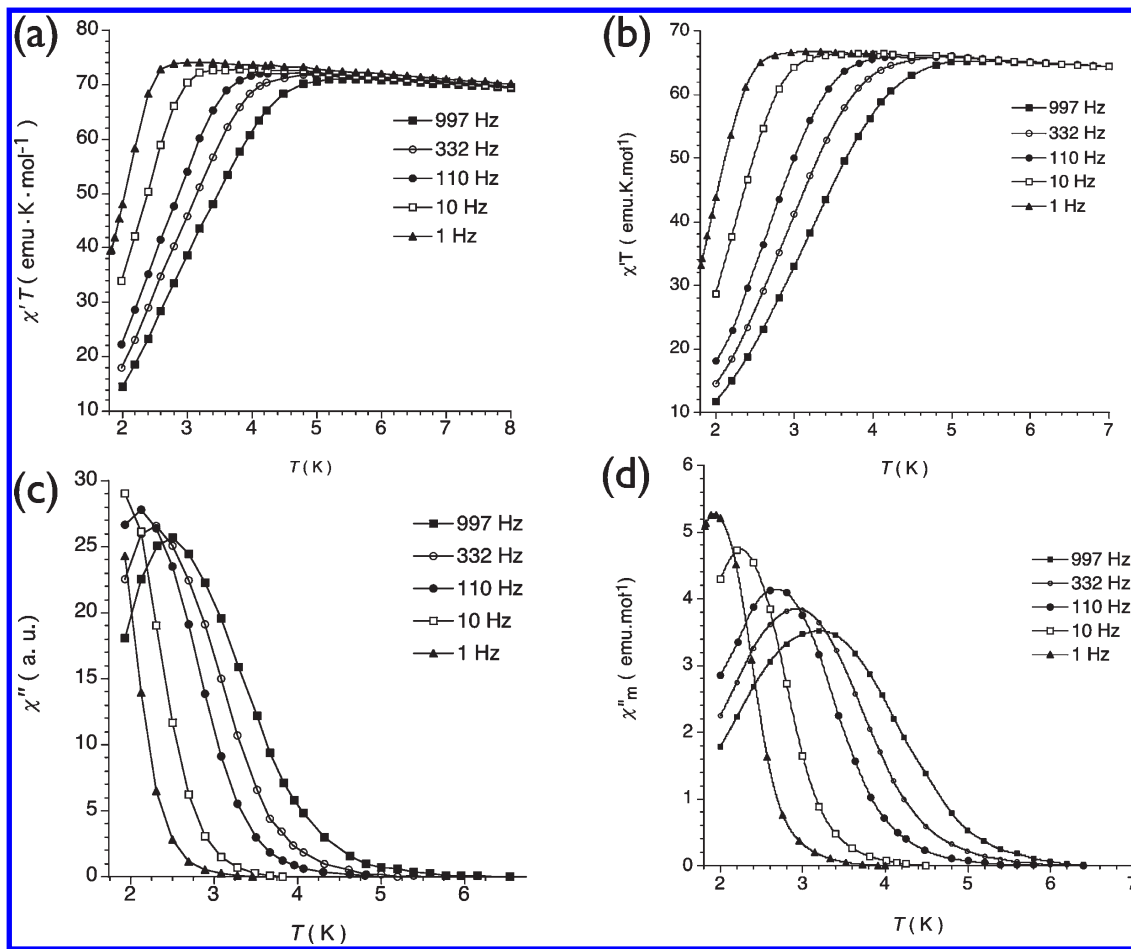 (a)
80
70
60
50
40
30
20
10
χ′ T ( emu · K · mol-1)
2 3 4 5 6 7 8
T (K)
997 Hz
332 Hz
110 Hz
10 Hz
1 Hz
(b)
70
60
50
40
30
20
10
χ'T ( emu.K.mol¹)
2 3 4 5 6 7
T (K)
997 Hz
332 Hz
110 Hz
10 Hz
1 Hz
(c)
30
25
20
15
10
5
0
χ″ ( a. u.)
2 3 4 5 6
T (K)
997 Hz
332 Hz
110 Hz
10 Hz
1 Hz
(d)
6
5
4
3
2
1
0
χ"m ( emu.mol¹)
2 3 4 5 6 7
T (K)
997 Hz
332 Hz
110 Hz
10 Hz
1 Hz